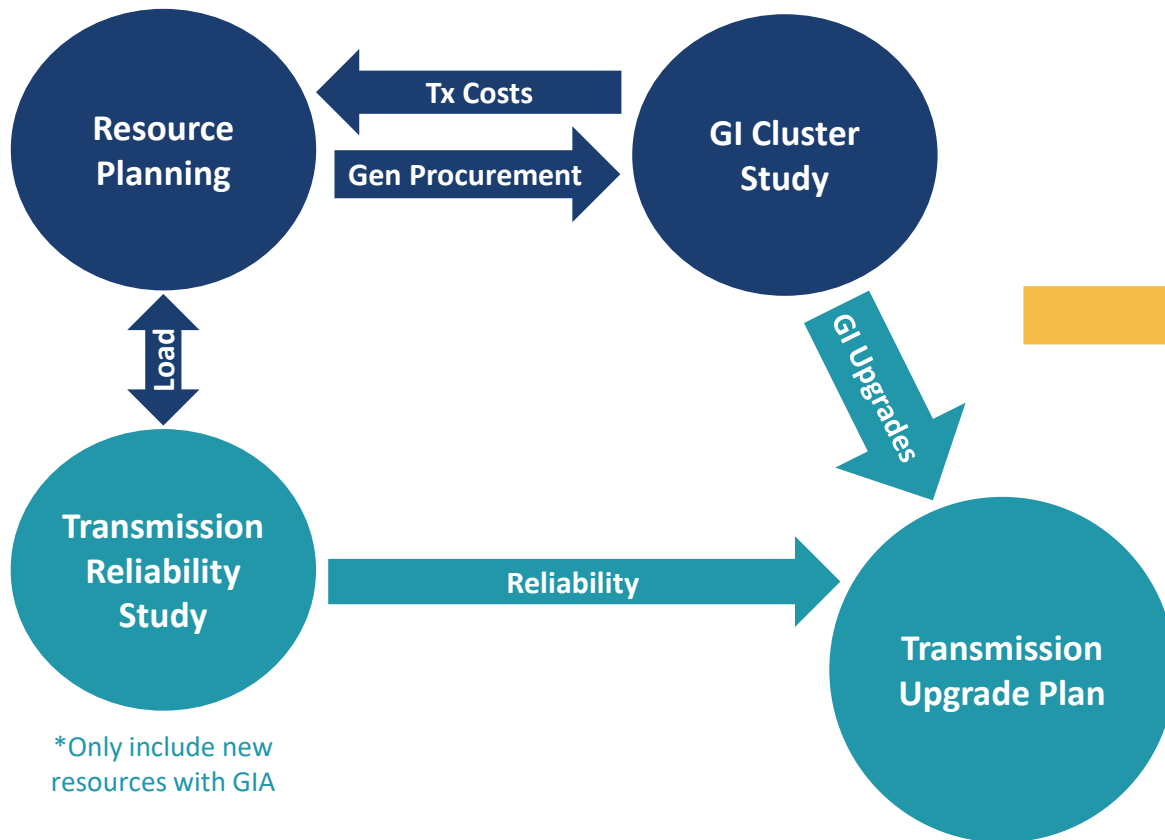 Resource
Planning
Tx Costs
Gen Procurement
GI Cluster
Study
Load
GI Upgrades
Transmission
Reliability
Study
Reliability
Transmission
Upgrade Plan
*Only include new
resources with GIA